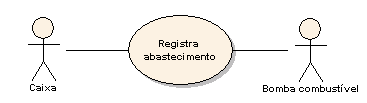 Registra
abastecimento
Caixa
Bomba combustível